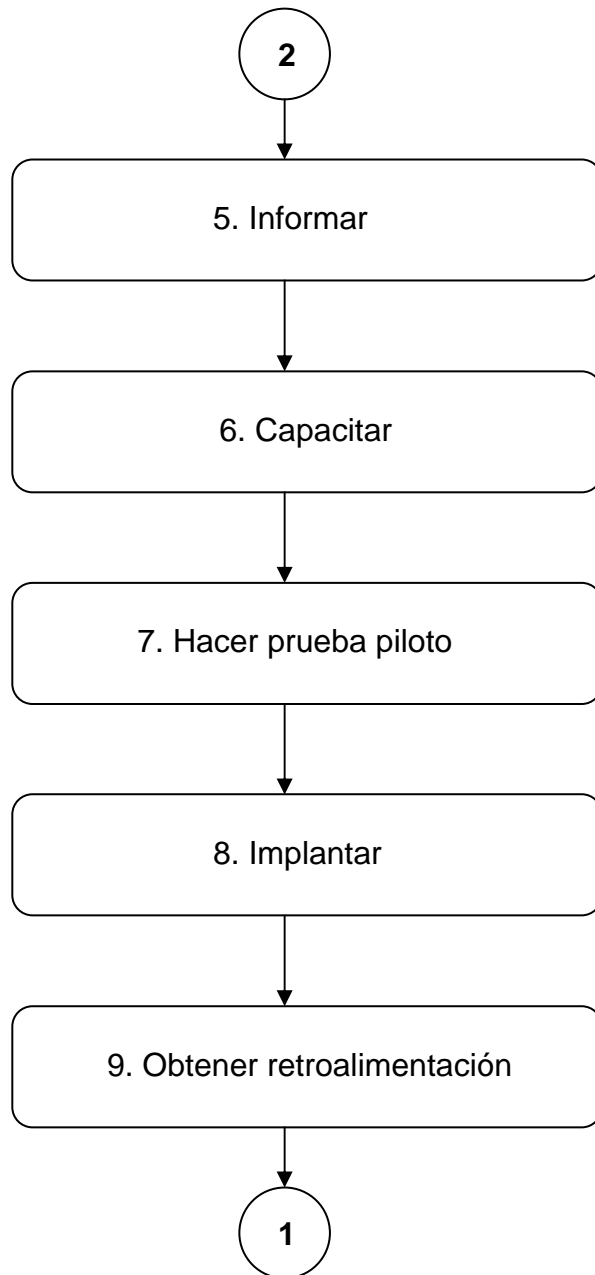 2
5. Informar
6. Capacitar
7. Hacer prueba piloto
8. Implantar
9. Obtener retroalimentación
1